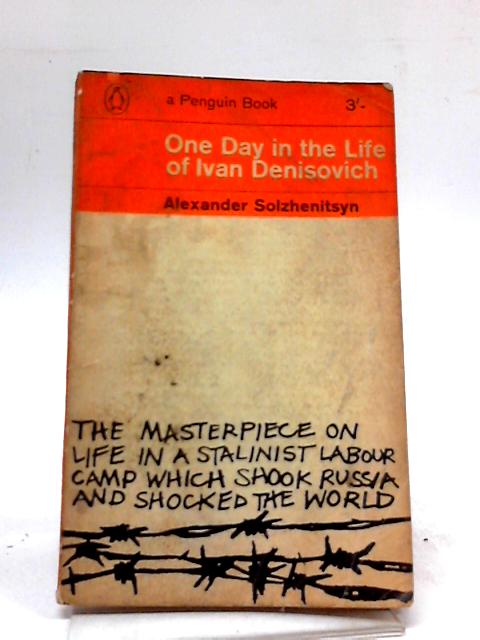 a Penguin Book 3'-
One Day in the Life
of Ivan Denisovich
Alexander Solzhenitsyn
THE MASTERPIECE ON
LIFE IN A STALINIST LABOUR
CAMP WHICH SHOOK RUSSIA
AND SHOCKED THE WORLD